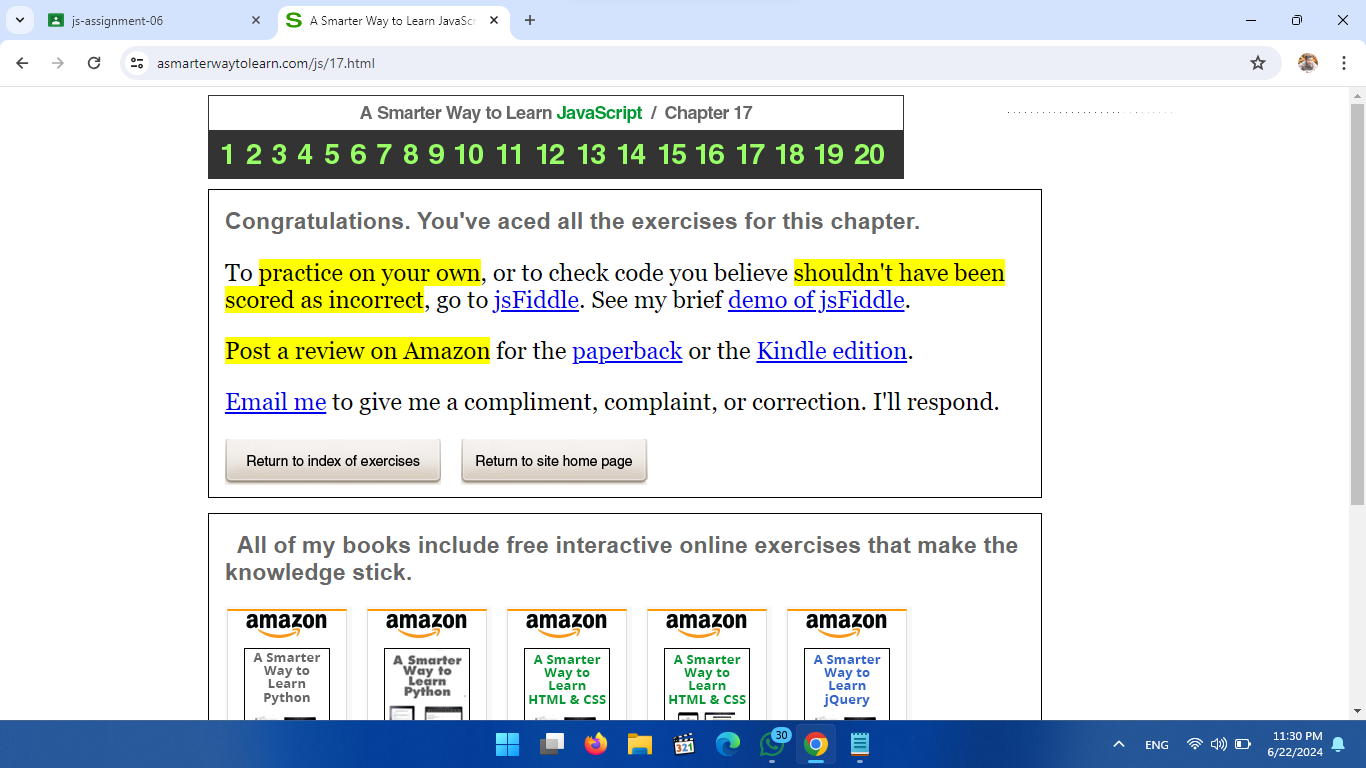 js-assignment-06
A Smarter Way to Learn JavaScr
asmarterwaytolearn.com/js/17.html
A Smarter Way to Learn JavaScript / Chapter 17
1 2 3 4 5 6 7 8 9 10 11 12 13 14 15 16 17 18 19 20
Congratulations. You've aced all the exercises for this chapter.
To practice on your own, or to check code you believe shouldn't have been
scored as incorrect, go to jsFiddle. See my brief demo of jsFiddle.
Post a review on Amazon for the paperback or the Kindle edition.
Email me to give me a compliment, complaint, or correction. I'll respond.
Return to index of exercises Return to site home page
All of my books include free interactive online exercises that make the
knowledge stick.
amazon amazon amazon amazon amazon
A Smarter
Way to
Learn
Python
A Smarter
Way to
Learn
Python
A Smarter
Way to
Learn
HTML & CSS
A Smarter
Way to
Learn
HTML & CSS
A Smarter
Way to
Learn
jQuery
321
30
ENG
11:30 PM
6/22/2024